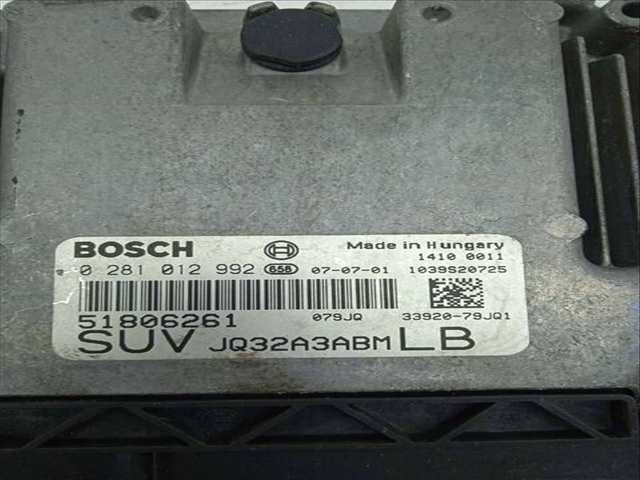 BOSCH Made in Hungary
1410 0011
0 281 012 992 658 07-07-01 1039S20725
51806261 079JQ 33920-79JQ1
SUV JQ32A3ABM LB